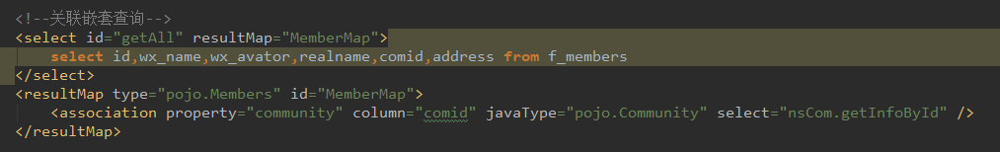 <!--关联嵌套查询-->
<select id="getAll" resultMap="MemberMap">
select id,wx_name,wx_avator,realname,comid,address from f_members
</select>
<resultMap type="pojo.Members" id="MemberMap">
<association property="community" column="comid" javaType="pojo.Community" select="nsCom.getInfoById" />
</resultMap>